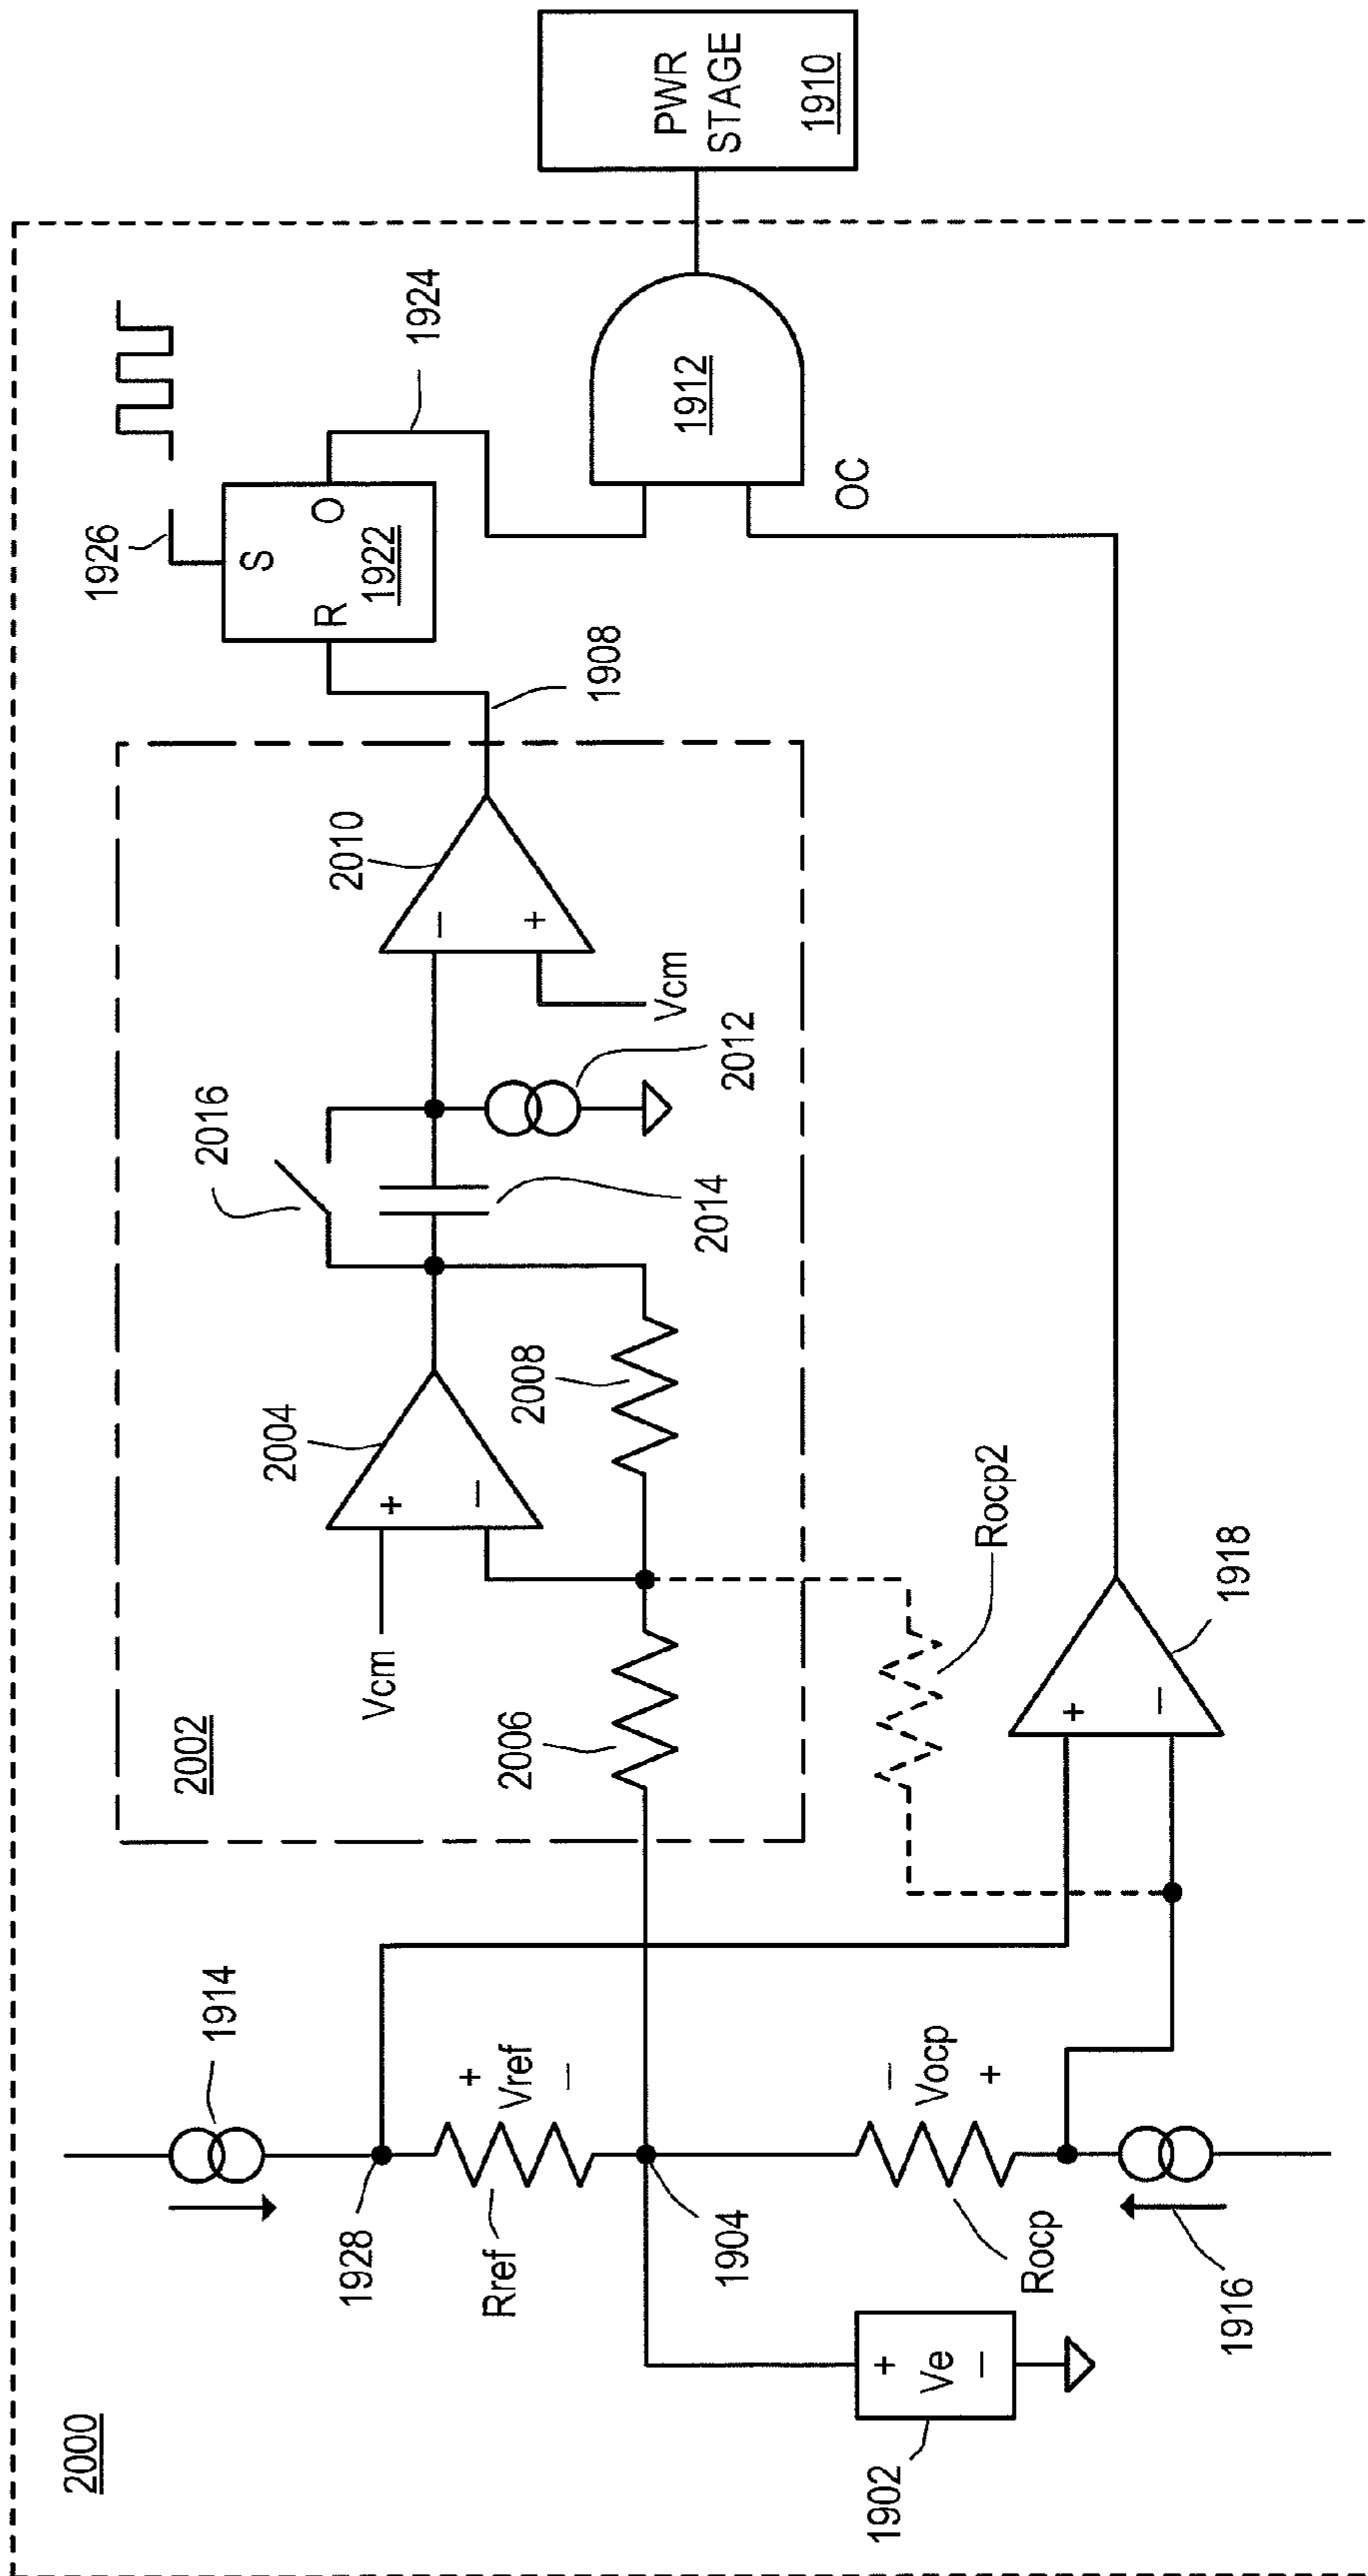 2000
1902
+
Ve
−
1928
1914
Rref
+
Vref
−
1904
−
Vocp
+
Rocp
1916
2002
2006
Vcm
2004
+
−
2008
2016
2014
2012
Vcm
2010
−
+
Rocp2
+
−
1918
1908
1926
S
R
O
1922
1924
OC
1912
PWR
STAGE
1910